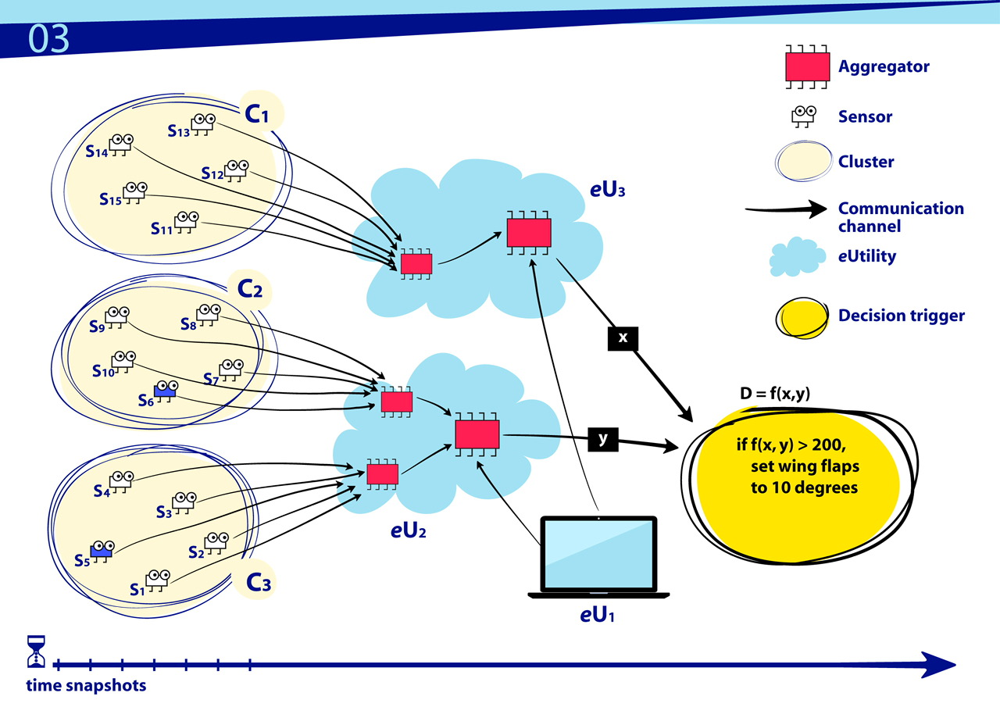 03
C1
S13
S14
S12
S15
S11
C2
S9
S8
S10
S7
S6
S4
S3
S5
S2
S1
C3
eU3
eU2
eU1
x
y
Aggregator
Sensor
Cluster
Communication
channel
eUtility
Decision trigger
D = f(x,y)
if f(x, y) > 200,
set wing flaps
to 10 degrees
time snapshots